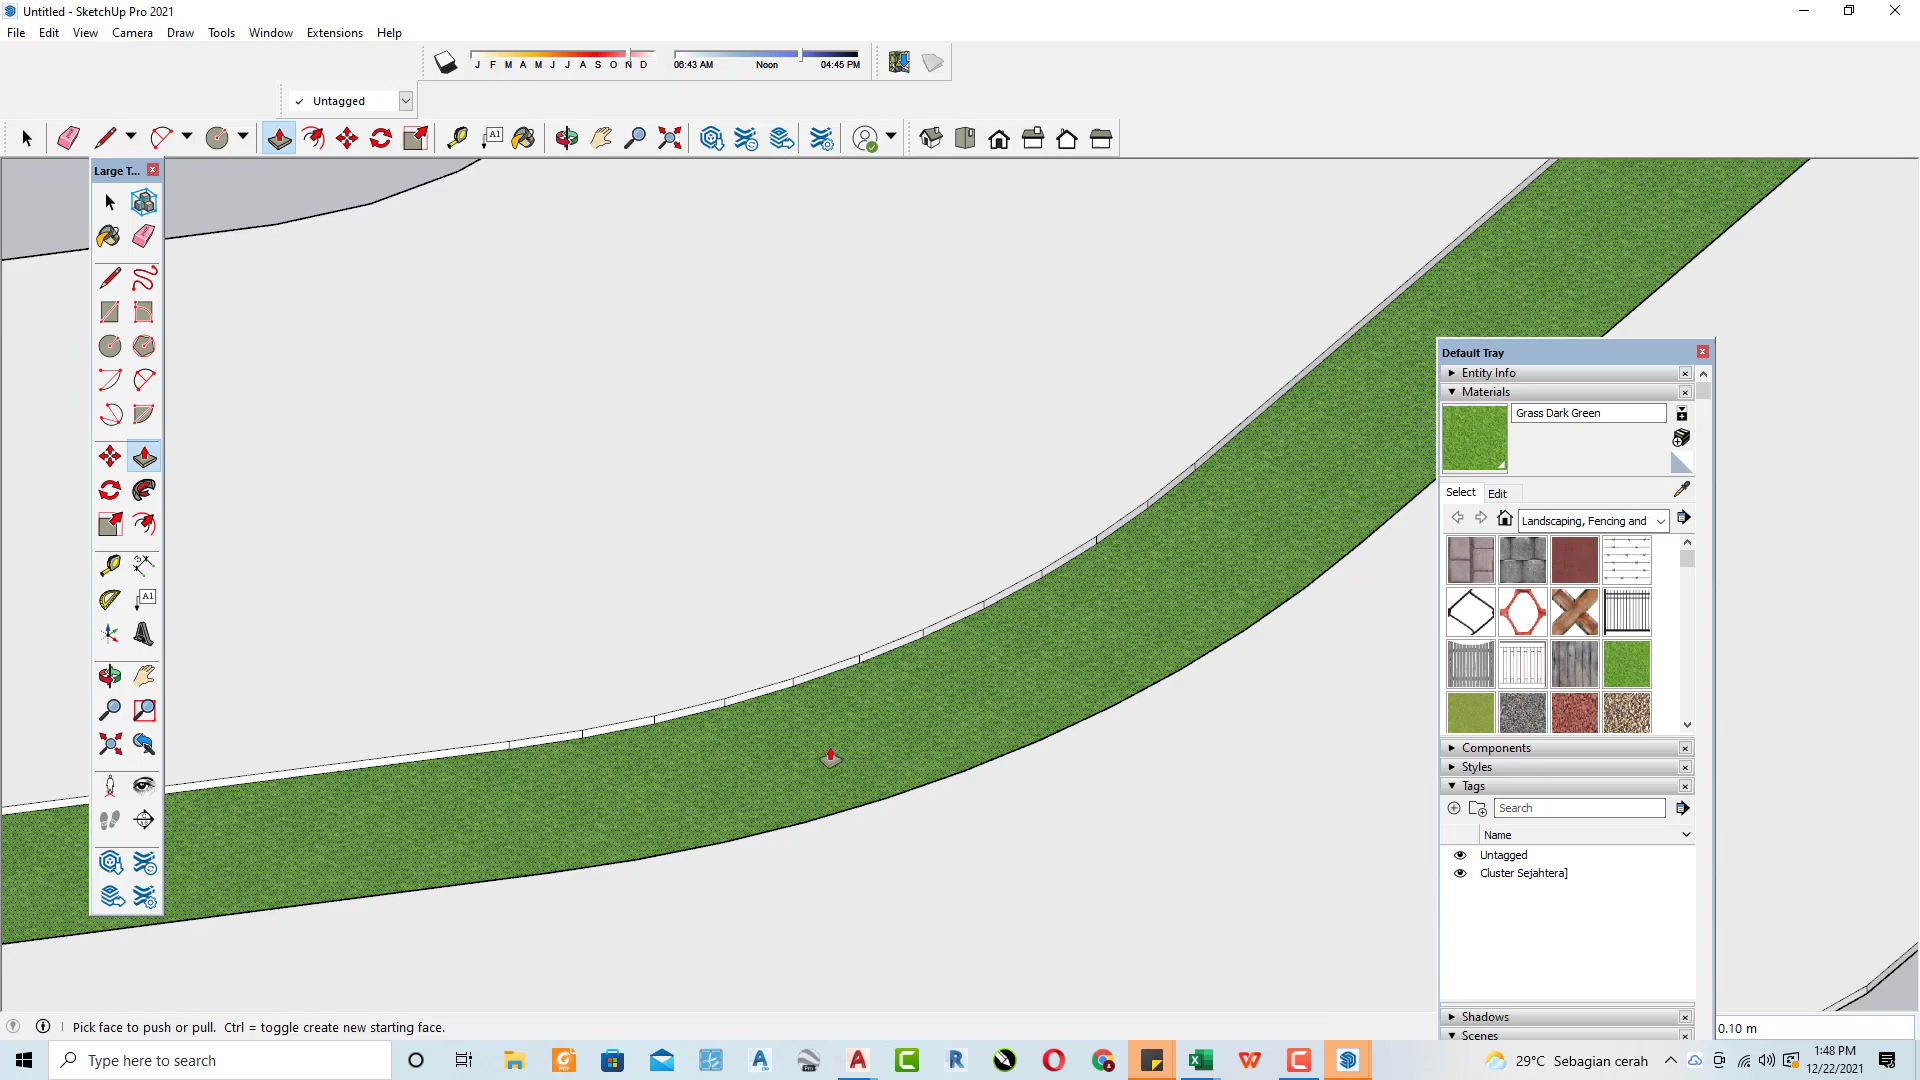 Untitled - SketchUp Pro 2021
File Edit View Camera Draw Tools Window Extensions Help
J F M A M J J A S O N D 06:43 AM Noon 04:45 PM
Untagged
Large T...
Default Tray
Entity Info
Materials
Grass Dark Green
Select Edit
Landscaping, Fencing and
Components
Styles
Tags
Search
Name
Untagged
Cluster Sejahtera]
Shadows
Scenes
Pick face to push or pull. Ctrl = toggle create new starting face.
0.10 m
Type here to search
29°C Sebagian cerah
1:48 PM
12/22/2021